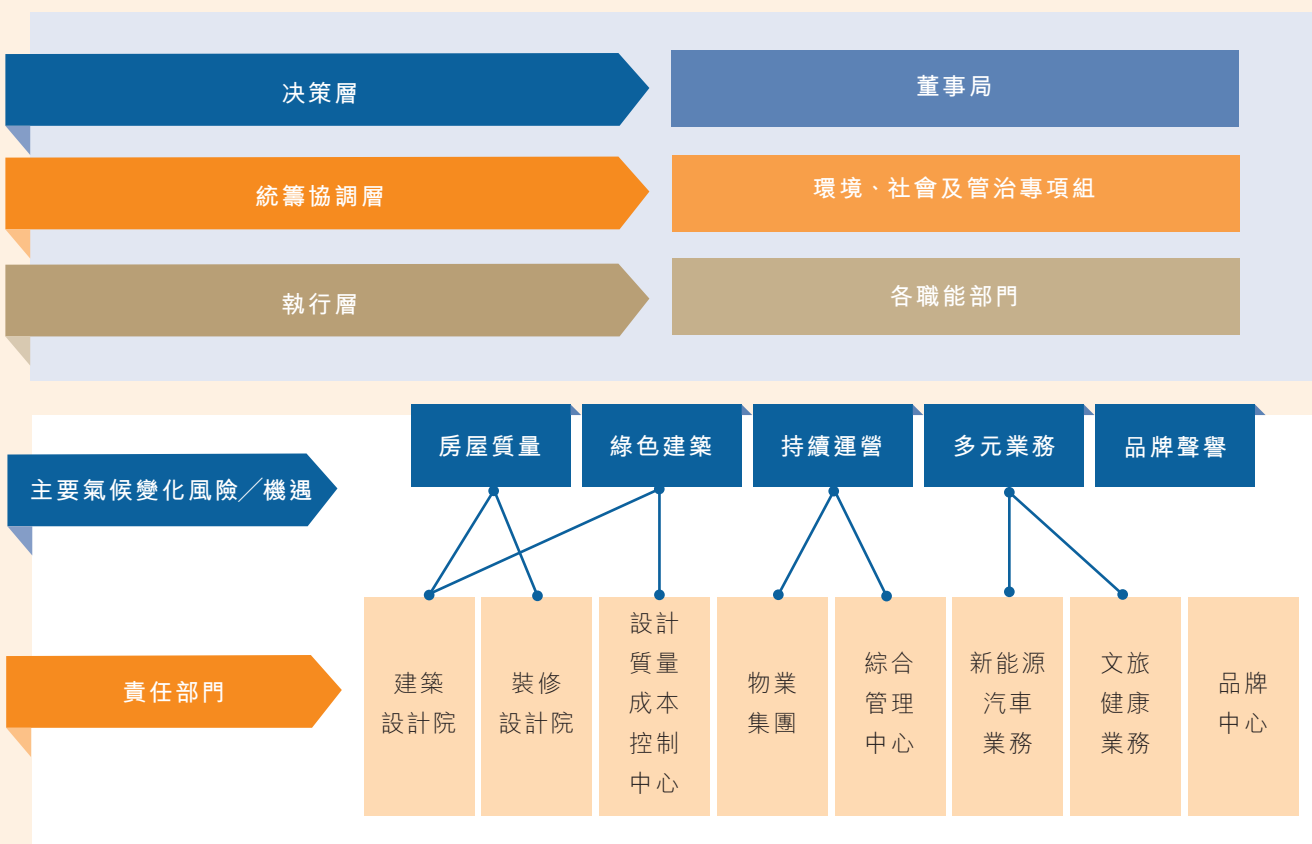 决策層
董事局
統籌協調層
環境、社會及管治專項組
執行層
各職能部門
房屋質量
綠色建築
持續運營
多元業務
品牌聲譽
主要氣候變化風險╱機遇
責任部門
建築
設計院
裝修
設計院
設計
質量
成本
控制
中心
物業
集團
綜合
管理
中心
新能源
汽車
業務
文旅
健康
業務
品牌
中心